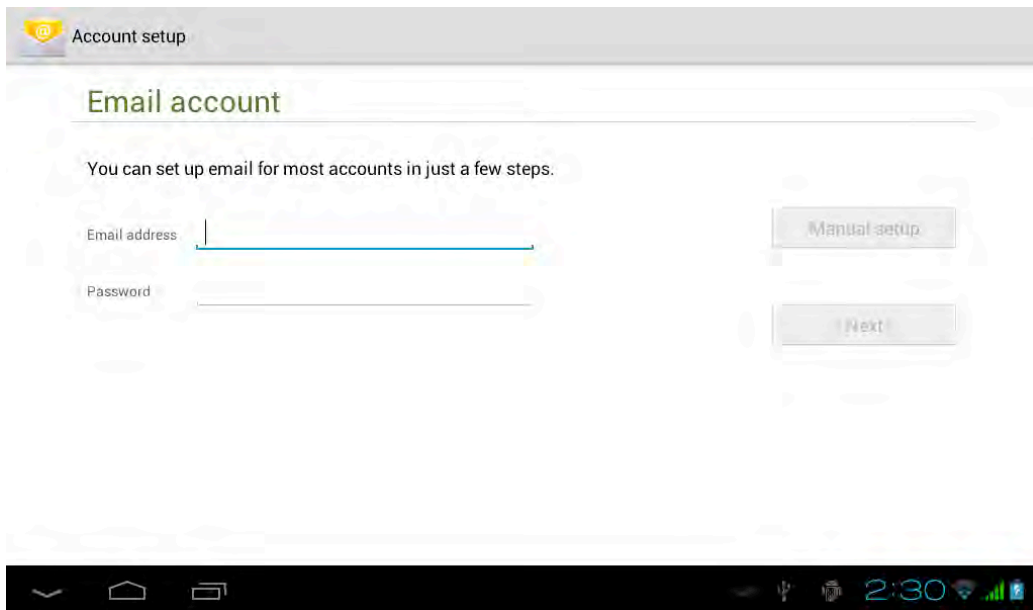 Account setup
Email account
You can set up email for most accounts in just a few steps.
Email address
Manual setup
Password
Next
2:30